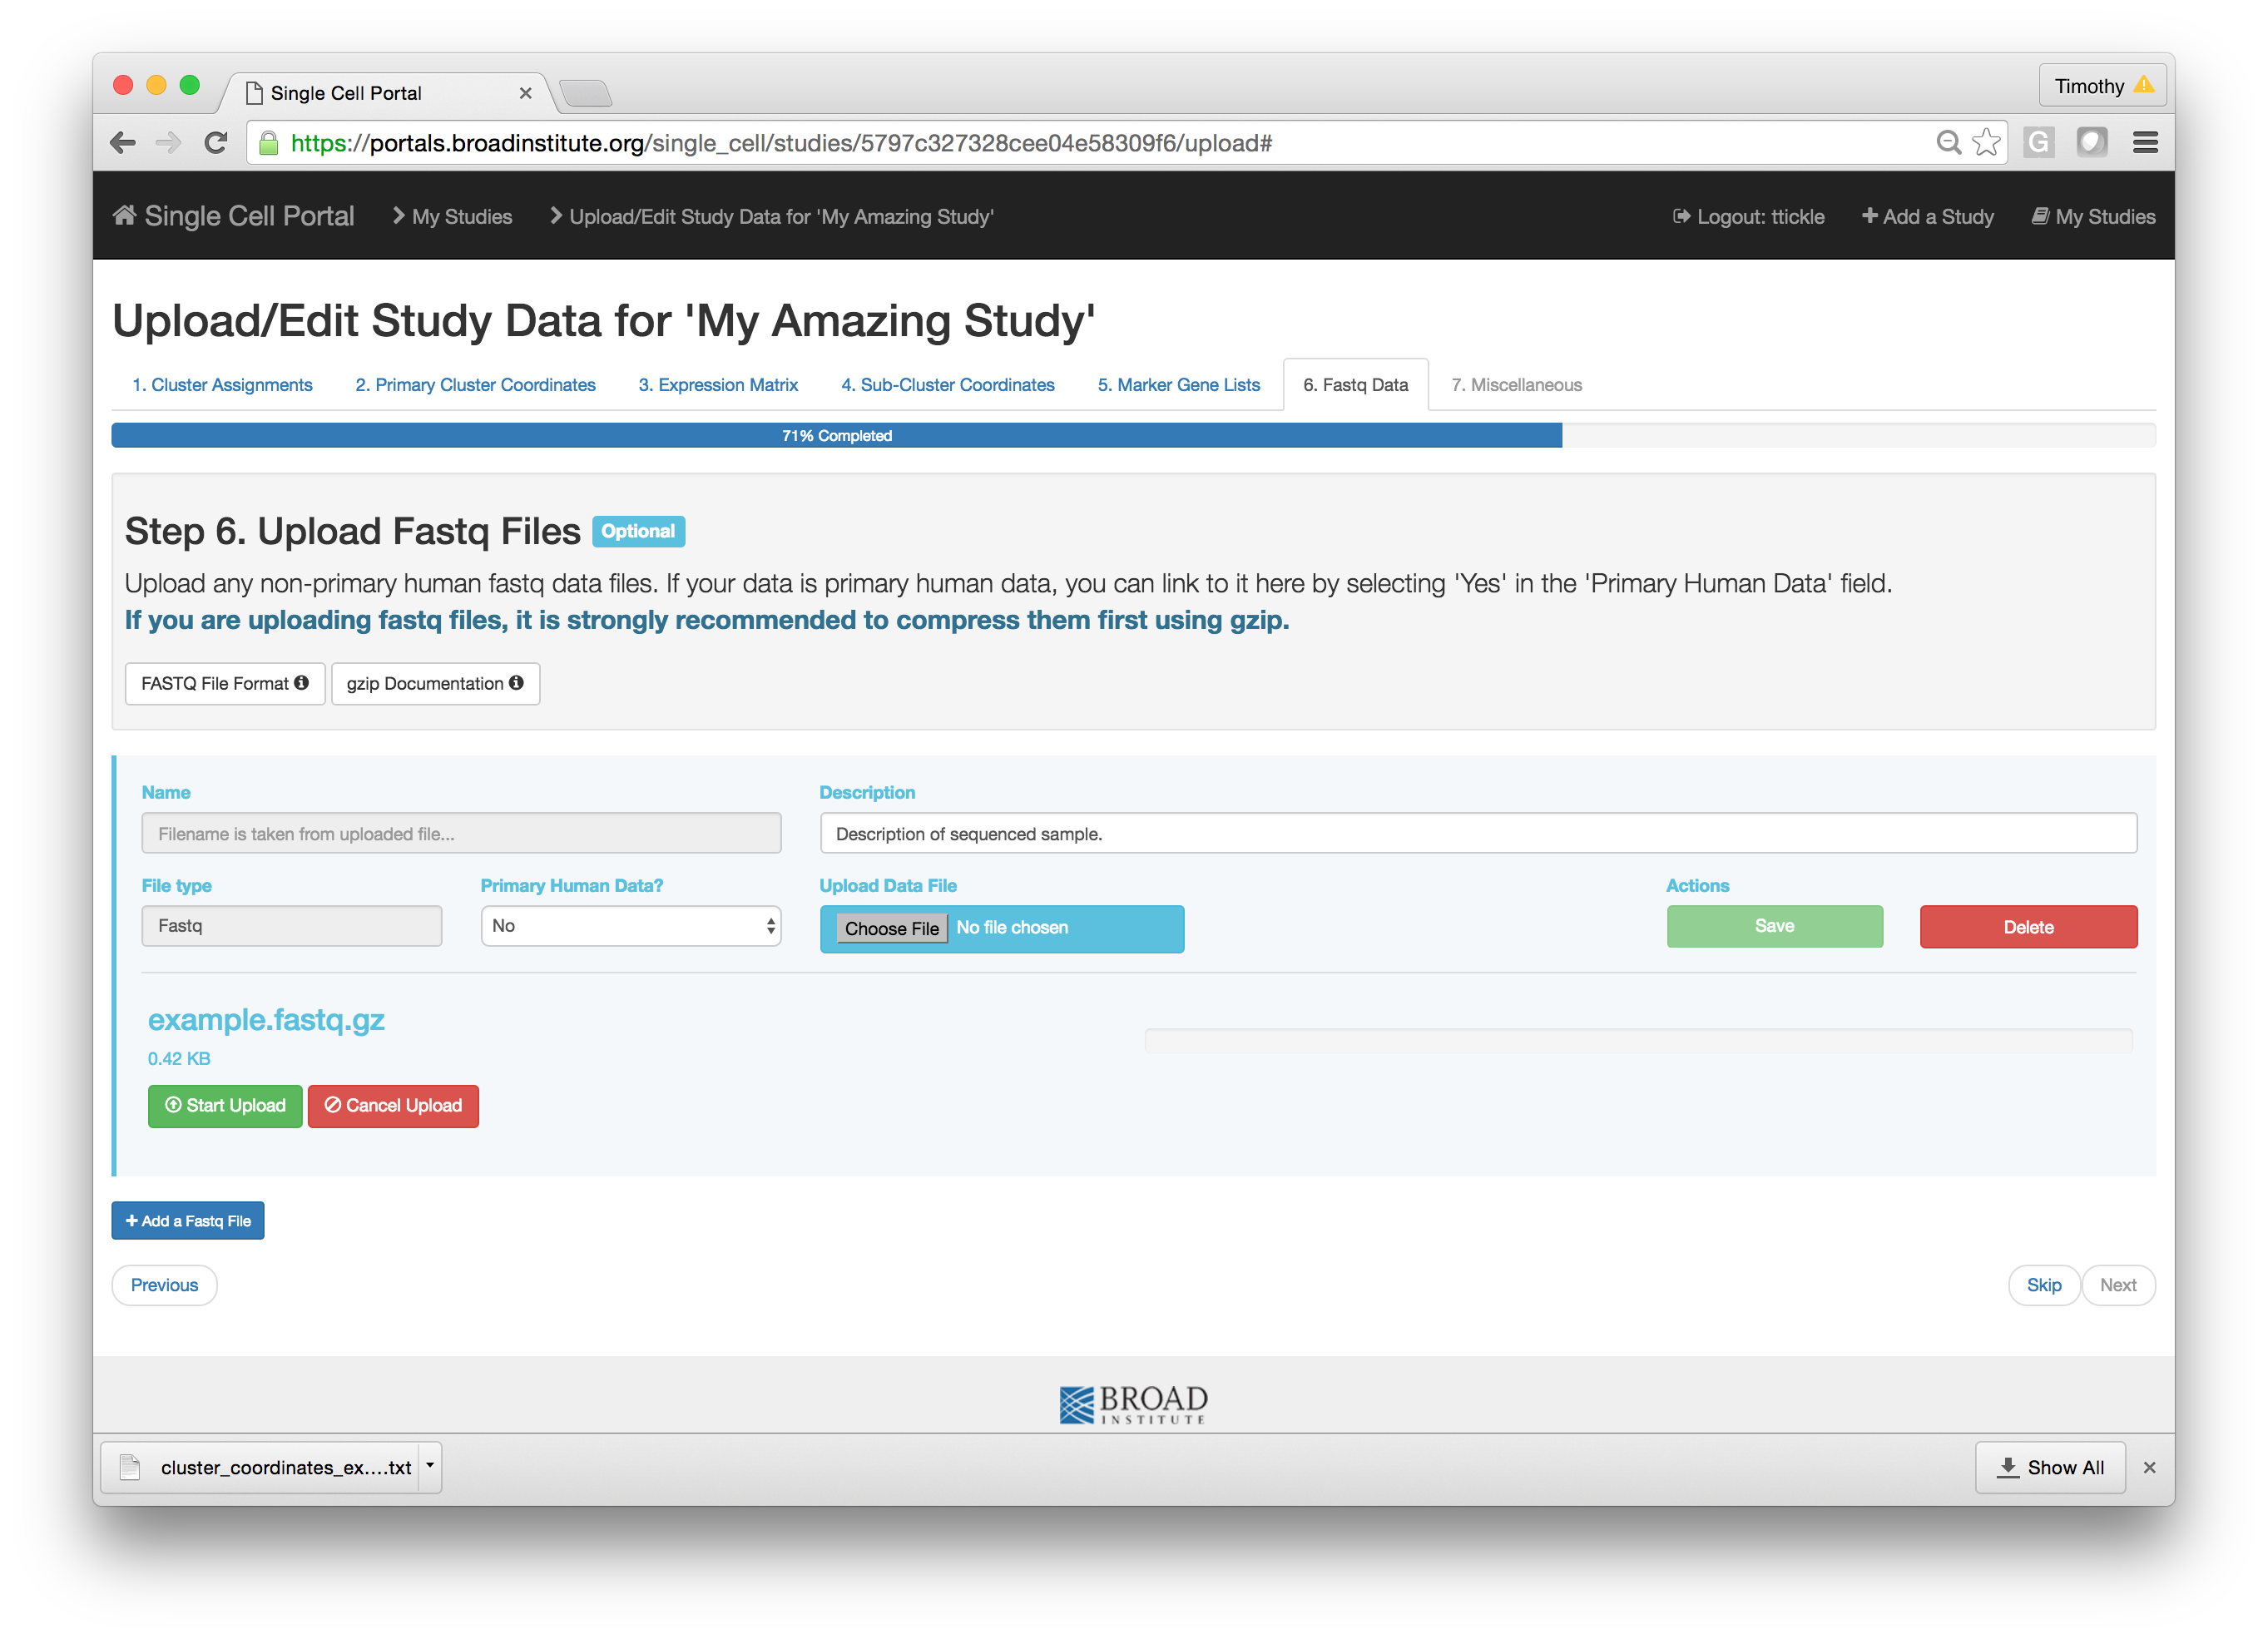 Single Cell Portal
Timothy
https://portals.broadinstitute.org/single_cell/studies/5797c327328cee04e58309f6/upload#
G
Single Cell Portal My Studies Upload/Edit Study Data for 'My Amazing Study' Logout: ttickle Add a Study My Studies
Upload/Edit Study Data for 'My Amazing Study'
1. Cluster Assignments 2. Primary Cluster Coordinates 3. Expression Matrix 4. Sub-Cluster Coordinates 5. Marker Gene Lists 6. Fastq Data 7. Miscellaneous
71% Completed
Step 6. Upload Fastq Files Optional
Upload any non-primary human fastq data files. If your data is primary human data, you can link to it here by selecting 'Yes' in the 'Primary Human Data' field.
If you are uploading fastq files, it is strongly recommended to compress them first using gzip.
FASTQ File Format gzip Documentation
Name Description
Filename is taken from uploaded file... Description of sequenced sample.
File type Primary Human Data? Upload Data File Actions
Fastq No Choose File No file chosen Save Delete
example.fastq.gz
0.42 KB
Start Upload Cancel Upload
+ Add a Fastq File
Previous Skip Next
BROAD
INSTITUTE
cluster_coordinates_ex....txt Show All